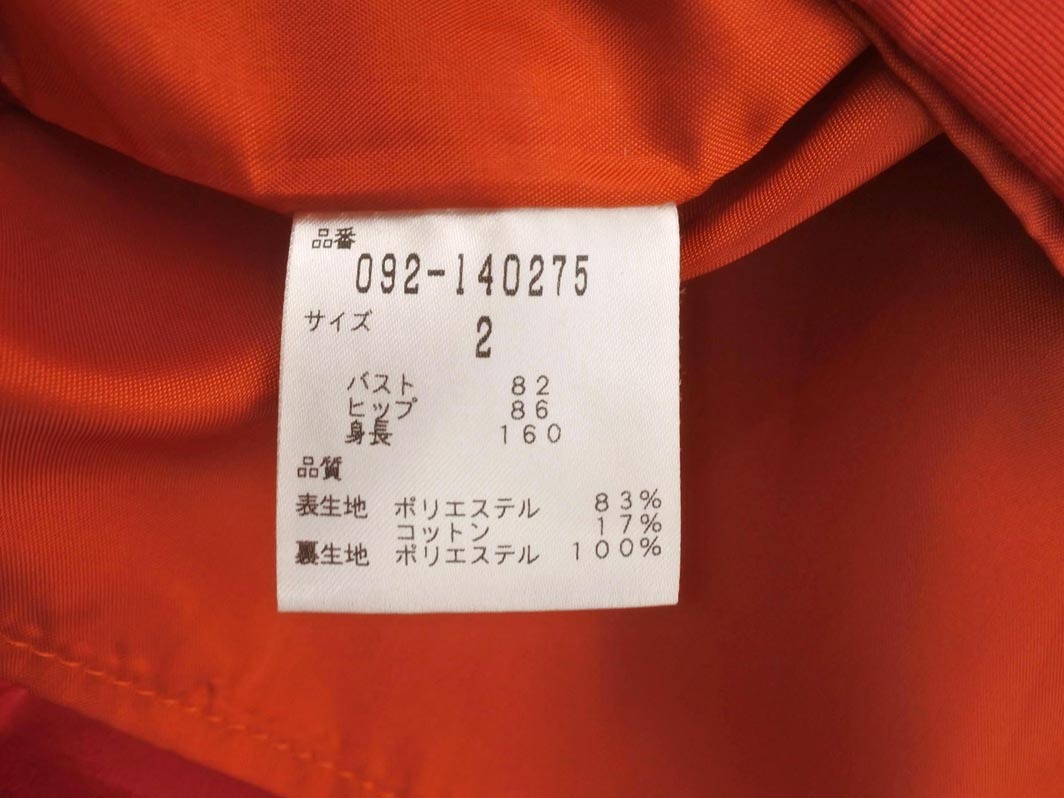 品番
092-140275
サイズ 2
バスト 82
ヒップ 86
身長 160
品質
表生地 ポリエステル 83%
コットン 17%
裏生地 ポリエステル 100%